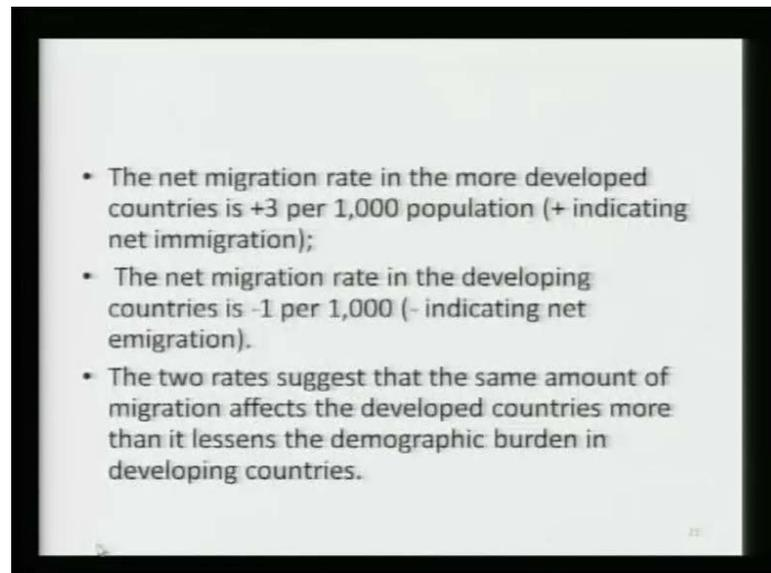 • The net migration rate in the more developed
countries is +3 per 1,000 population (+ indicating
net immigration);
• The net migration rate in the developing
countries is -1 per 1,000 (- indicating net
emigration).
• The two rates suggest that the same amount of
migration affects the developed countries more
than it lessens the demographic burden in
developing countries.